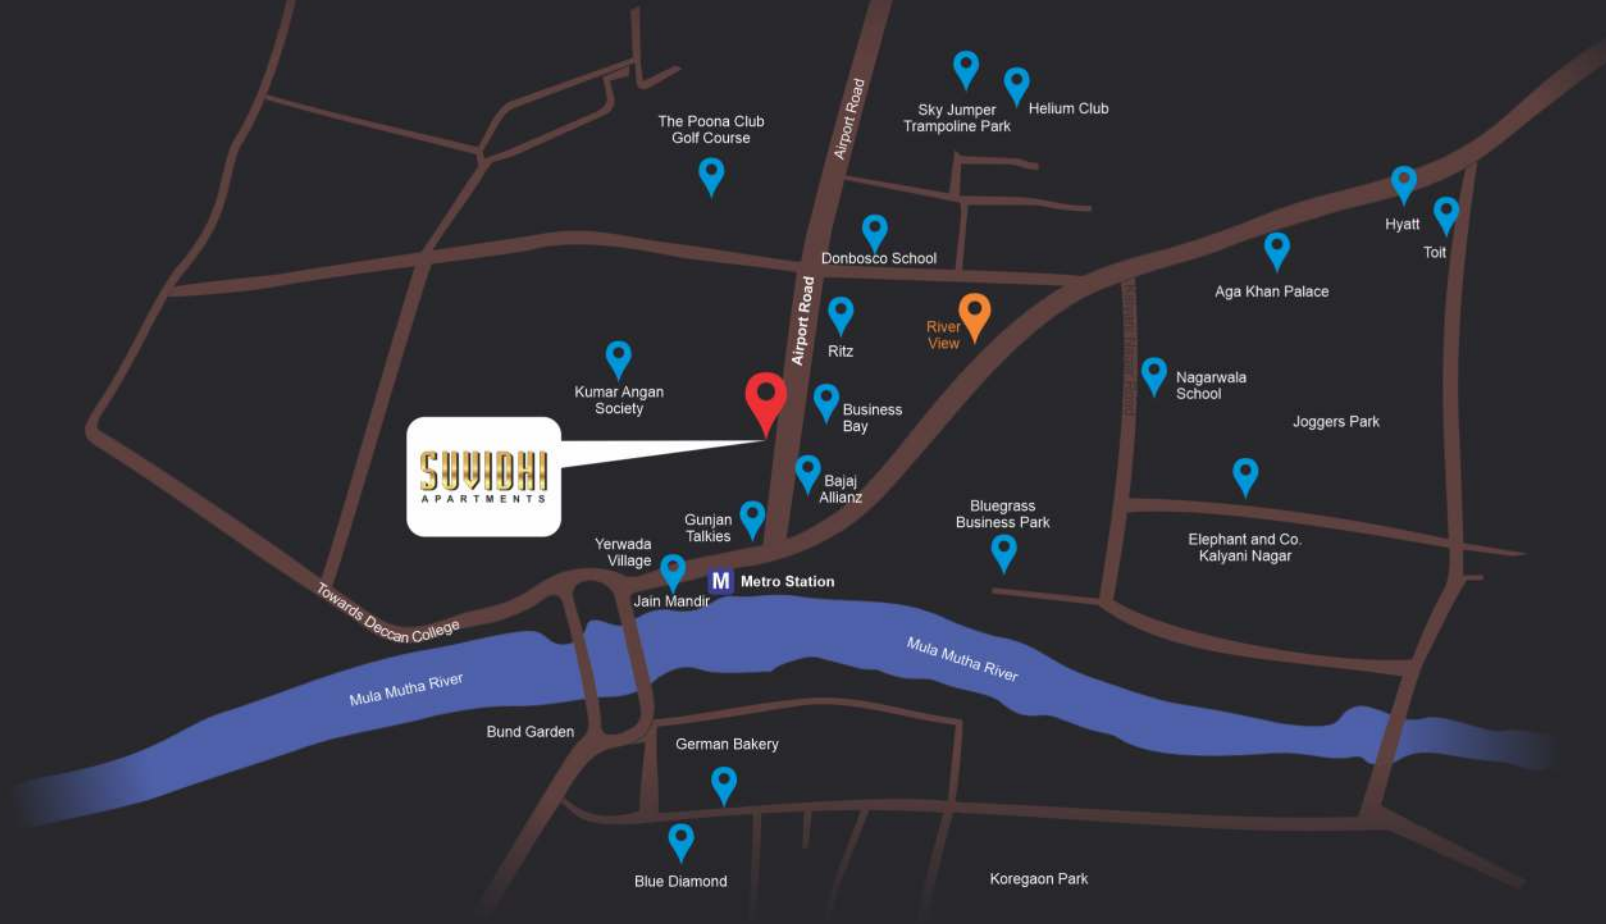 Sky Jumper
Trampoline Park
Helium Club
The Poona Club
Golf Course
Airport Road
Hyatt
Toit
Donbosco School
Aga Khan Palace
Airport Road
River
View
Ritz
Nagarwala
School
Kumar Angan
Society
Business
Bay
Joggers Park
SUVIDHI
APARTMENTS
Bajaj
Allianz
Bluegrass
Business Park
Gunjan
Talkies
Elephant and Co.
Kalyani Nagar
Yerwada
Village
M Metro Station
Jain Mandir
Towards Deccan College
Mula Mutha River
Mula Mutha River
Bund Garden
German Bakery
Blue Diamond
Koregaon Park